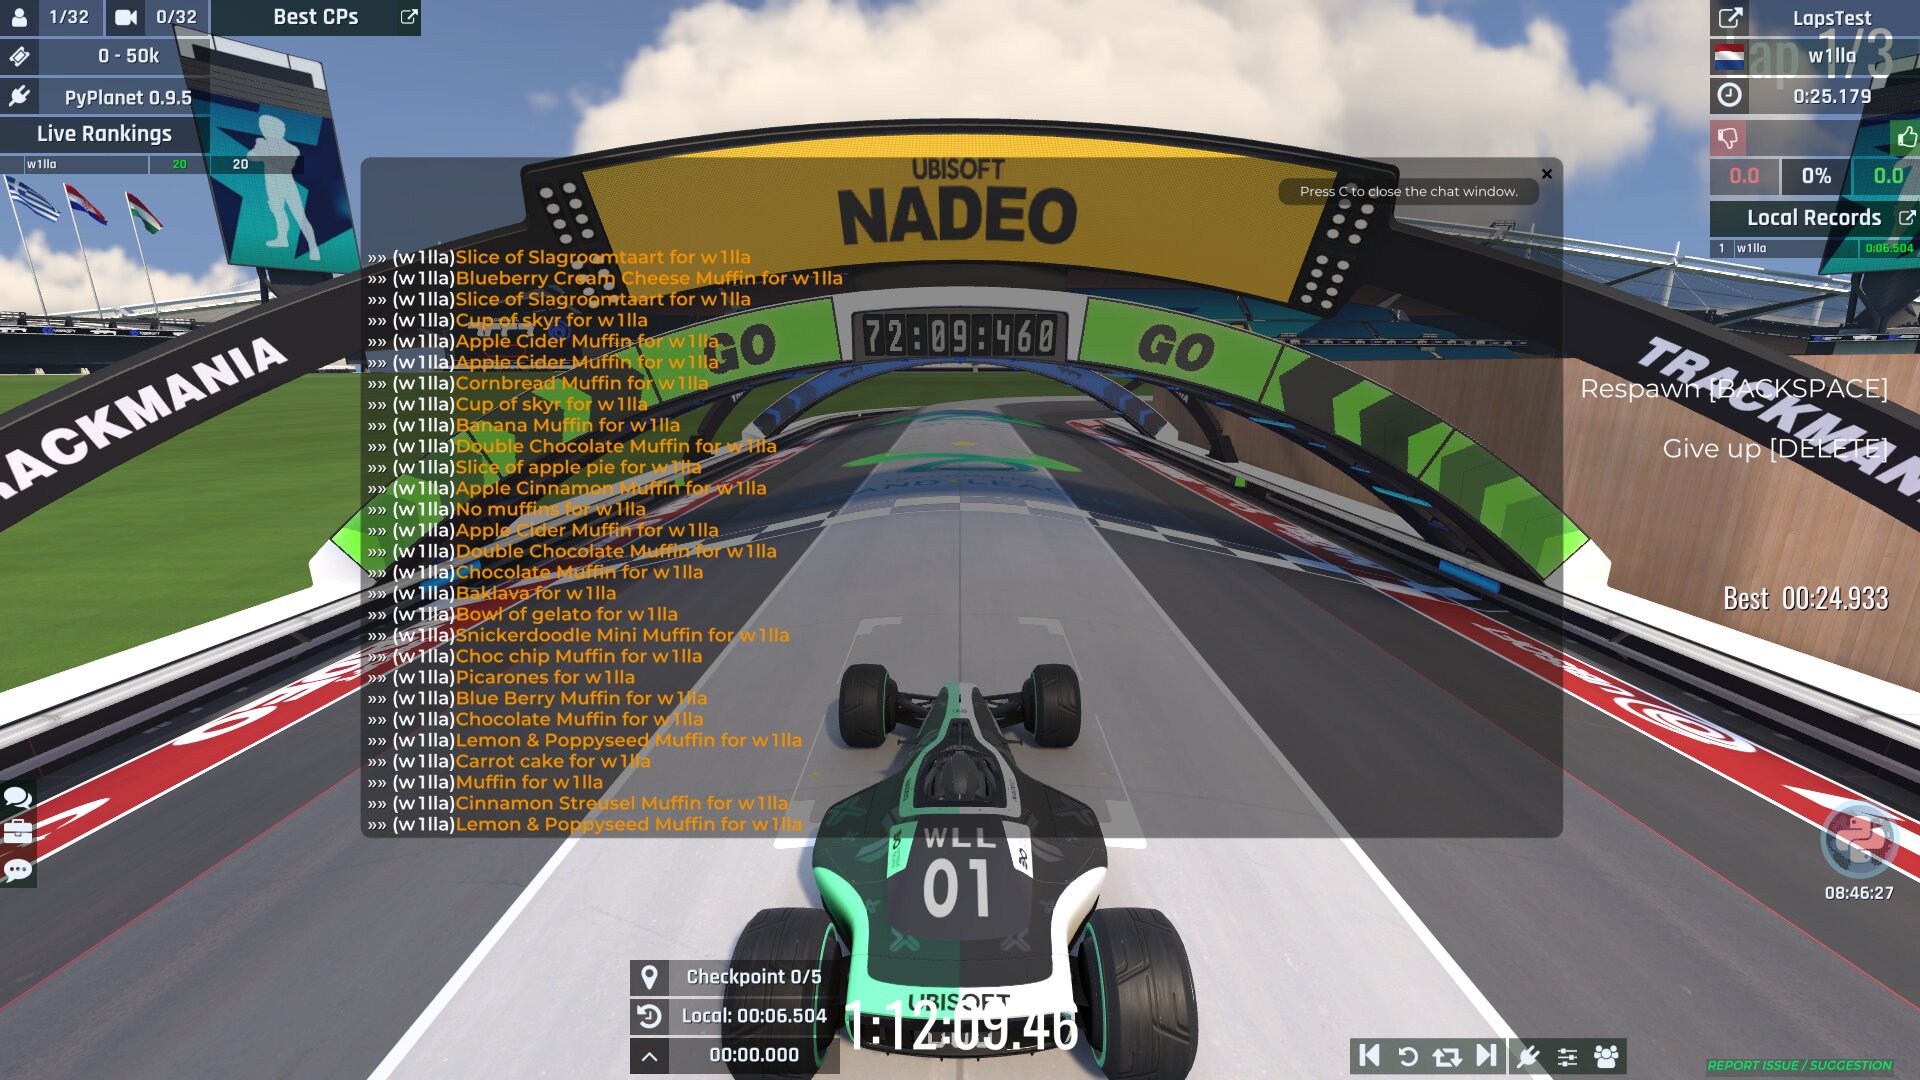 1/32
0/32
Best CPs
0 - 50k
PyPlanet 0.9.5
Live Rankings
w1lla 20 20
LapsTest
Lap 1/3
w1lla
0:25.179
0.0 0% 0.0
Local Records
1 w1lla 0:06.504
UBISOFT
NADEO
Press C to close the chat window.
×
»» (w1lla)Slice of Slagroomtaart for w1lla
»» (w1lla)Blueberry Cream Cheese Muffin for w1lla
»» (w1lla)Slice of Slagroomtaart for w1lla
»» (w1lla)Cup of skyr for w1lla
»» (w1lla)Apple Cider Muffin for w1lla
»» (w1lla)Apple Cider Muffin for w1lla
»» (w1lla)Cornbread Muffin for w1lla
»» (w1lla)Cup of skyr for w1lla
»» (w1lla)Banana Muffin for w1lla
»» (w1lla)Double Chocolate Muffin for w1lla
»» (w1lla)Slice of apple pie for w1lla
»» (w1lla)Apple Cinnamon Muffin for w1lla
»» (w1lla)No muffins for w1lla
»» (w1lla)Apple Cider Muffin for w1lla
»» (w1lla)Double Chocolate Muffin for w1lla
»» (w1lla)Chocolate Muffin for w1lla
»» (w1lla)Baklava for w1lla
»» (w1lla)Bowl of gelato for w1lla
»» (w1lla)Snickerdoodle Mini Muffin for w1lla
»» (w1lla)Choc chip Muffin for w1lla
»» (w1lla)Picarones for w1lla
»» (w1lla)Blue Berry Muffin for w1lla
»» (w1lla)Chocolate Muffin for w1lla
»» (w1lla)Lemon & Poppyseed Muffin for w1lla
»» (w1lla)Carrot cake for w1lla
»» (w1lla)Muffin for w1lla
»» (w1lla)Cinnamon Streusel Muffin for w1lla
»» (w1lla)Lemon & Poppyseed Muffin for w1lla
GO
72:09:460
GO
RACKMANIA
TRACKMAN
Respawn [BACKSPACE]
Give up [DELETE]
Best 00:24.933
08:46:27
WLL
01
UBISOFT
Checkpoint 0/5
Local: 00:06.504
00:00.000
1:12:09.46
REPORT ISSUE / SUGGESTION